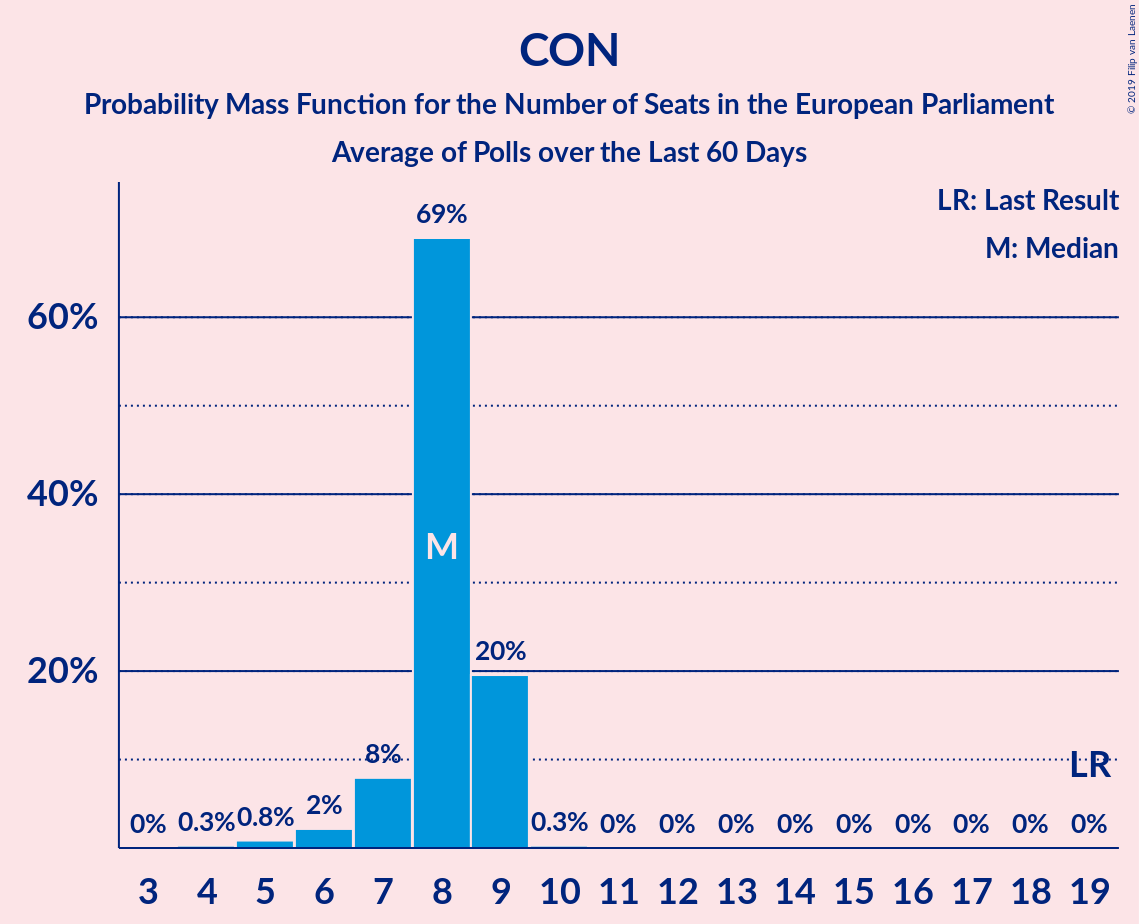 CON
Probability Mass Function for the Number of Seats in the European Parliament
Average of Polls over the Last 60 Days
© 2019 Filip van Laenen
LR: Last Result
M: Median
69%
60%
40%
M
20%
20%
8%
LR
0% 0.3% 0.8% 2% 0.3% 0% 0% 0% 0% 0% 0% 0% 0% 0%
3 4 5 6 7 8 9 10 11 12 13 14 15 16 17 18 19